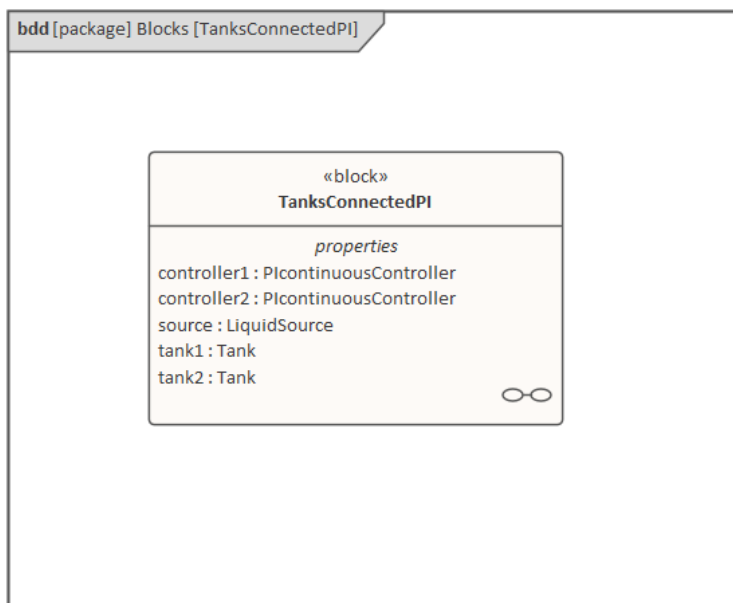 bdd [package] Blocks [TanksConnectedPI]
«block»
TanksConnectedPI
properties
controller1 : PIcontinuousController
controller2 : PIcontinuousController
source : LiquidSource
tank1 : Tank
tank2 : Tank